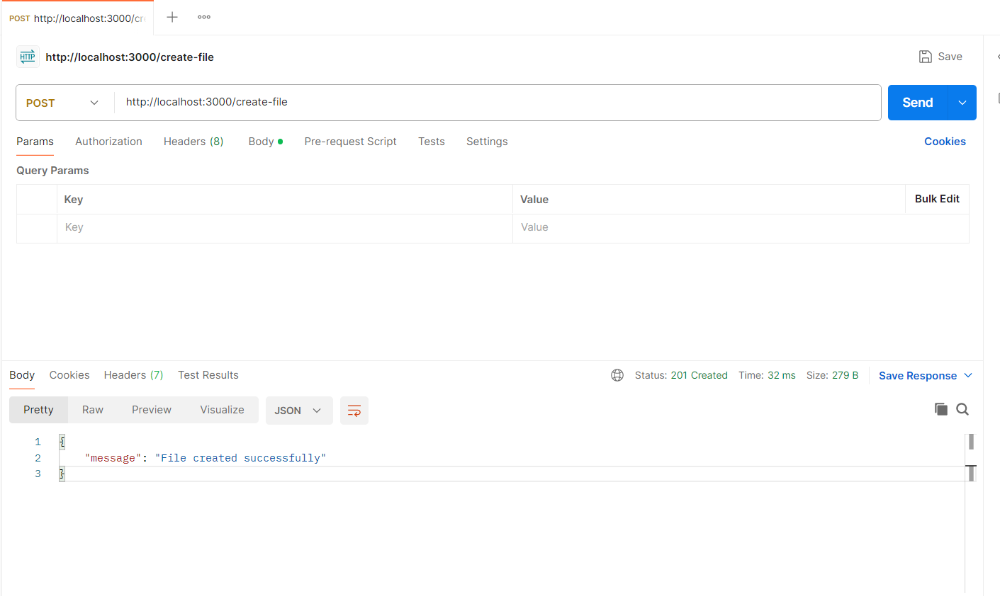 POST http://localhost:3000/cr
HTTP http://localhost:3000/create-file
Save
POST http://localhost:3000/create-file
Send
Params Authorization Headers (8) Body Pre-request Script Tests Settings Cookies
Query Params
Key Value Bulk Edit
Key Value
Body Cookies Headers (7) Test Results Status: 201 Created Time: 32 ms Size: 279 B Save Response
Pretty Raw Preview Visualize JSON
1 {
2 "message": "File created successfully"
3 }